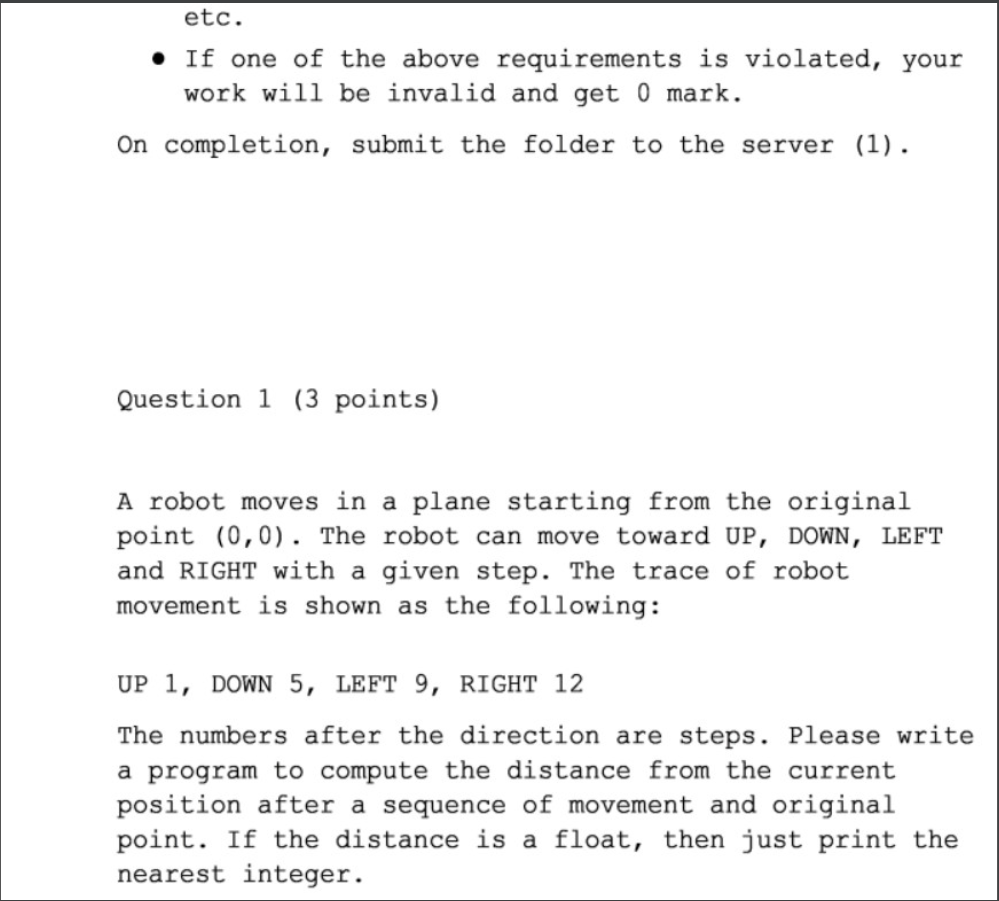 etc.
● If one of the above requirements is violated, your
work will be invalid and get 0 mark.
On completion, submit the folder to the server (1).
Question 1 (3 points)
A robot moves in a plane starting from the original
point (0,0). The robot can move toward UP, DOWN, LEFT
and RIGHT with a given step. The trace of robot
movement is shown as the following:
UP 1, DOWN 5, LEFT 9, RIGHT 12
The numbers after the direction are steps. Please write
a program to compute the distance from the current
position after a sequence of movement and original
point. If the distance is a float, then just print the
nearest integer.